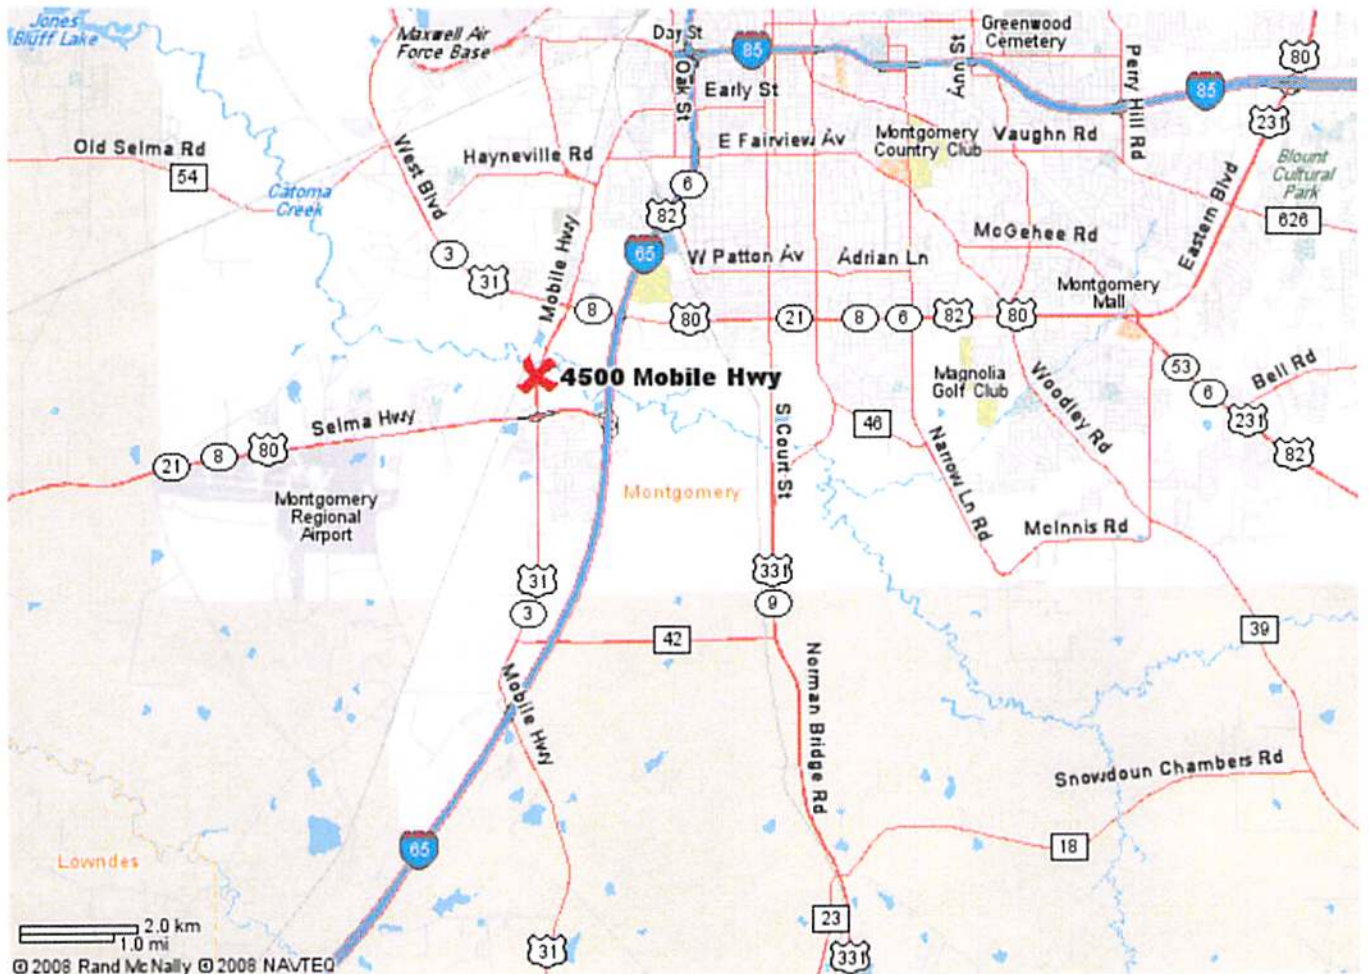 Jones
Bluff Lake
Maxwell Air
Force Base
Day St
85
Greenwood
Cemetery
80
Oak St
Early St
Ann St
Perry Hill Rd
85
231
Old Selma Rd
54
West Blvd
Hayneville Rd
E Fairview Av
Montgomery
Country Club
Vaughn Rd
Blount
Cultural
Park
Catoma
Creek
6
82
Eastern Blvd
626
3
31
Mobile Hwy
65
W Patton Av
Adrian Ln
McGehee Rd
Montgomery
Mall
8
80
21
8
6
82
80
4500 Mobile Hwy
Magnolia
Golf Club
Woodley Rd
53
6
Bell Rd
231
82
Selma Hwy
21
8
80
S Court St
46
Narrow Ln Rd
Montgomery
Regional
Airport
Montgomery
McInnis Rd
31
3
331
9
42
39
Mobile Hwy
Norman Bridge Rd
Snowdoun Chambers Rd
65
18
Lowndes
23
31
331
2.0 km
1.0 mi
© 2008 Rand McNally © 2008 NAVTEQ